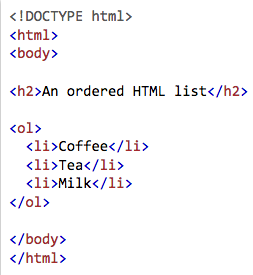 <!DOCTYPE html>
<html>
<body>

<h2>An ordered HTML list</h2>

<ol>
  <li>Coffee</li>
  <li>Tea</li>
  <li>Milk</li>
</ol>

</body>
</html>